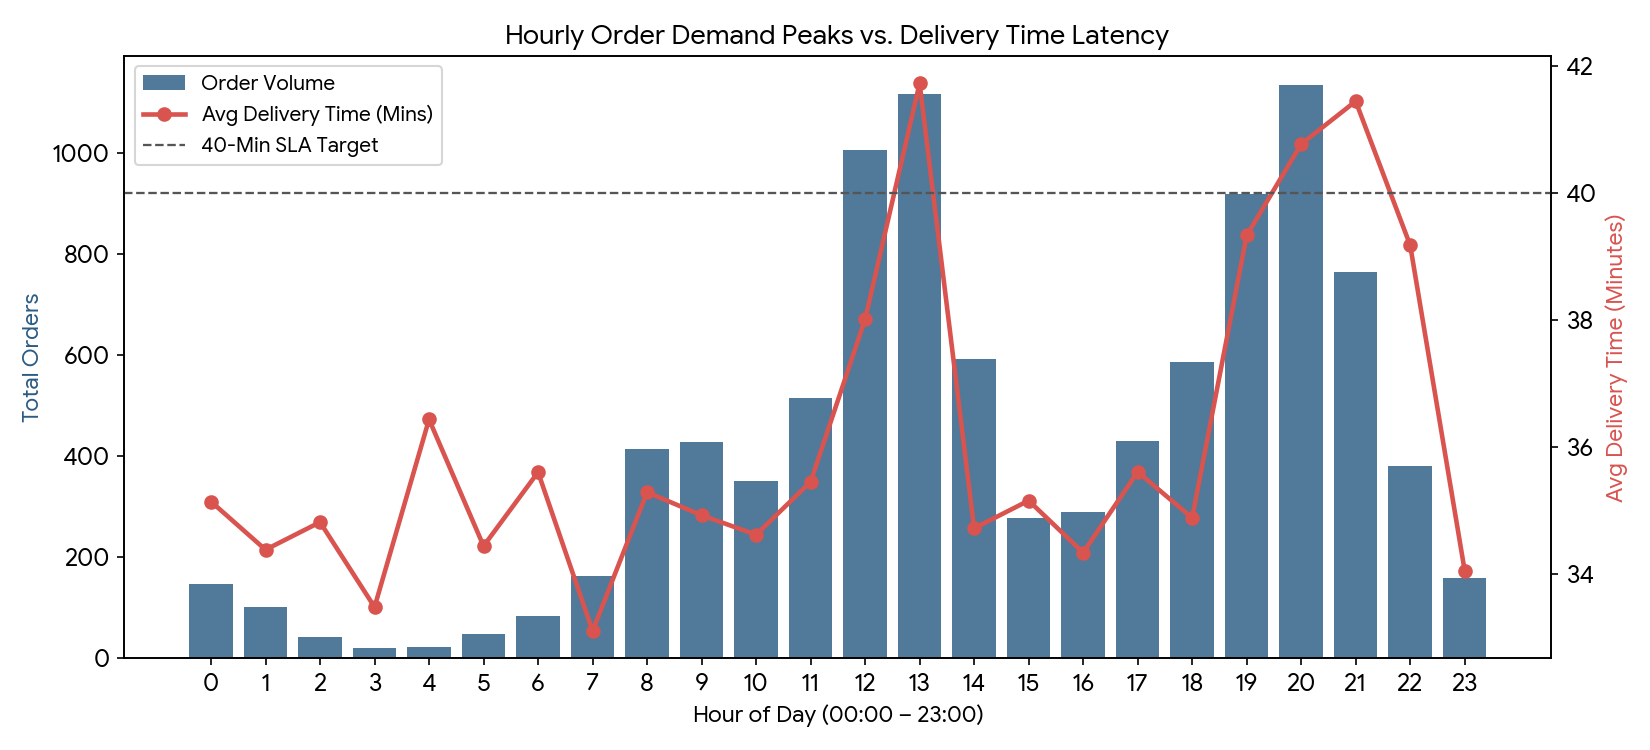 Hourly Order Demand Peaks vs. Delivery Time Latency
Order Volume
Avg Delivery Time (Mins)
40-Min SLA Target
Total Orders
1000
800
600
400
200
0
42
40
38
36
34
Avg Delivery Time (Minutes)
0 1 2 3 4 5 6 7 8 9 10 11 12 13 14 15 16 17 18 19 20 21 22 23
Hour of Day (00:00 – 23:00)